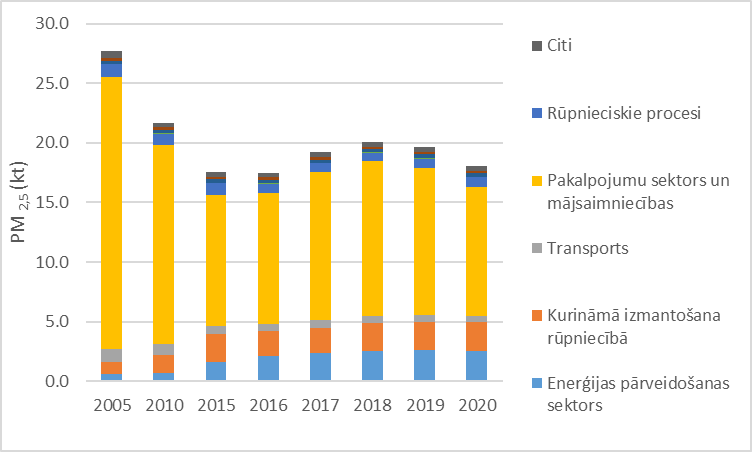 30.0
25.0
20.0
15.0
10.0
5.0
0.0
PM 2,5 (kt)
2005 2010 2015 2016 2017 2018 2019 2020
Citi
Rūpnieciskie procesi
Pakalpojumu sektors un
mājsaimniecības
Transports
Kurināmā izmantošana
rūpniecībā
Enerģijas pārveidošanas
sektors